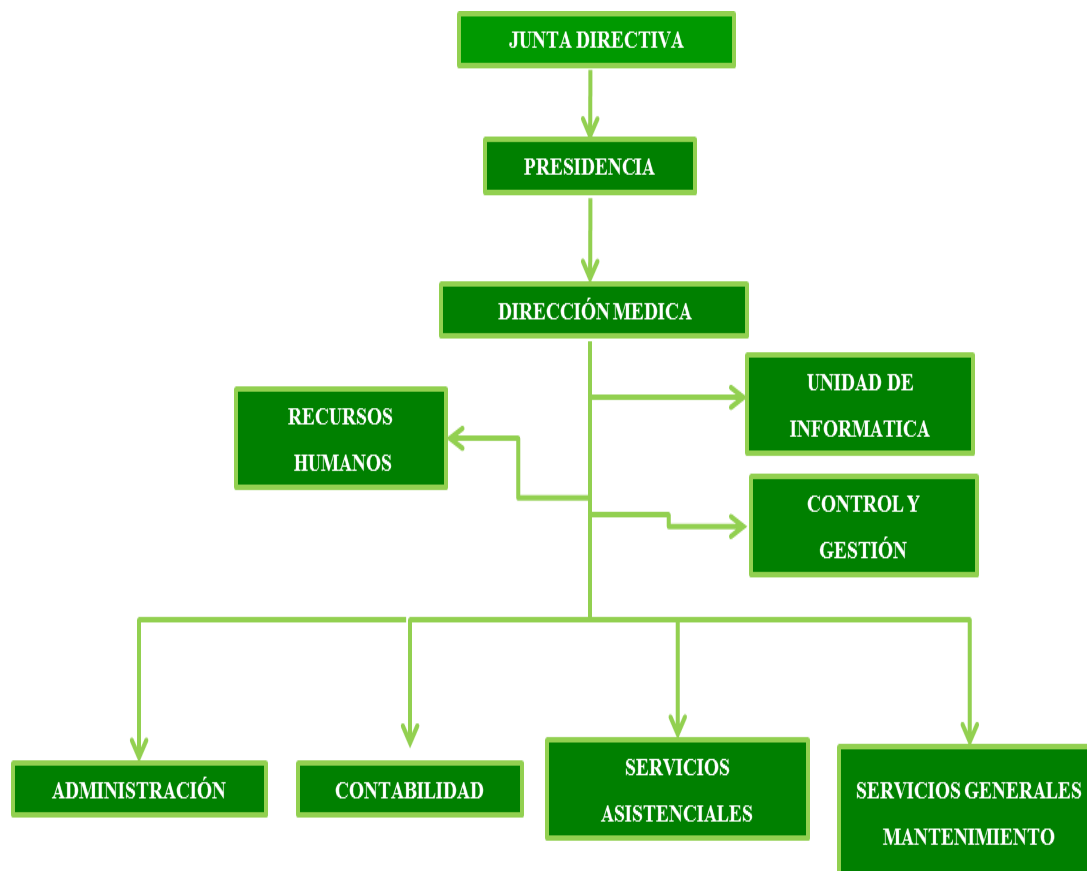 JUNTA DIRECTIVA
PRESIDENCIA
DIRECCIÓN MEDICA
UNIDAD DE
INFORMATICA
RECURSOS
HUMANOS
CONTROL Y
GESTIÓN
ADMINISTRACIÓN
CONTABILIDAD
SERVICIOS
ASISTENCIALES
SERVICIOS GENERALES
MANTENIMIENTO